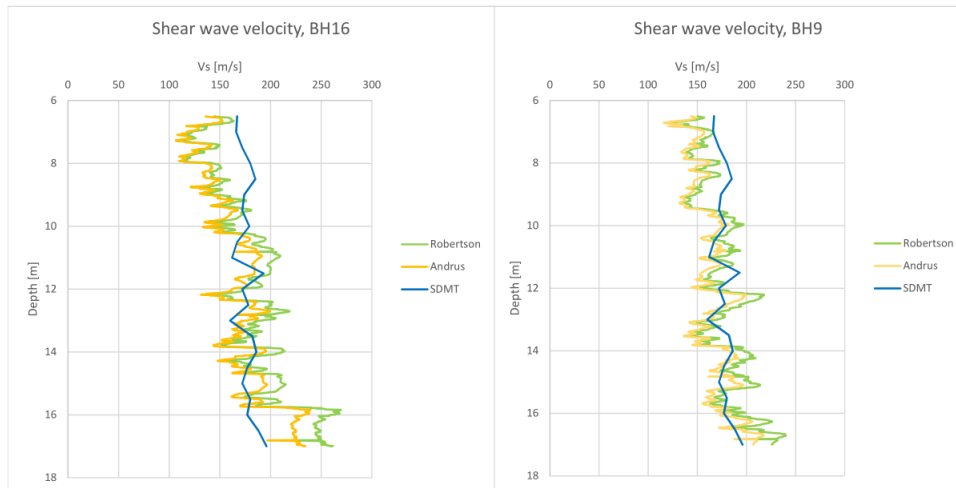 Shear wave velocity, BH16
Vs [m/s]
0 50 100 150 200 250 300
6
8
10
12
14
16
18
Depth [m]
Robertson
Andrus
SDMT
Shear wave velocity, BH9
Vs [m/s]
0 50 100 150 200 250 300
6
8
10
12
14
16
18
Depth [m]
Robertson
Andrus
SDMT